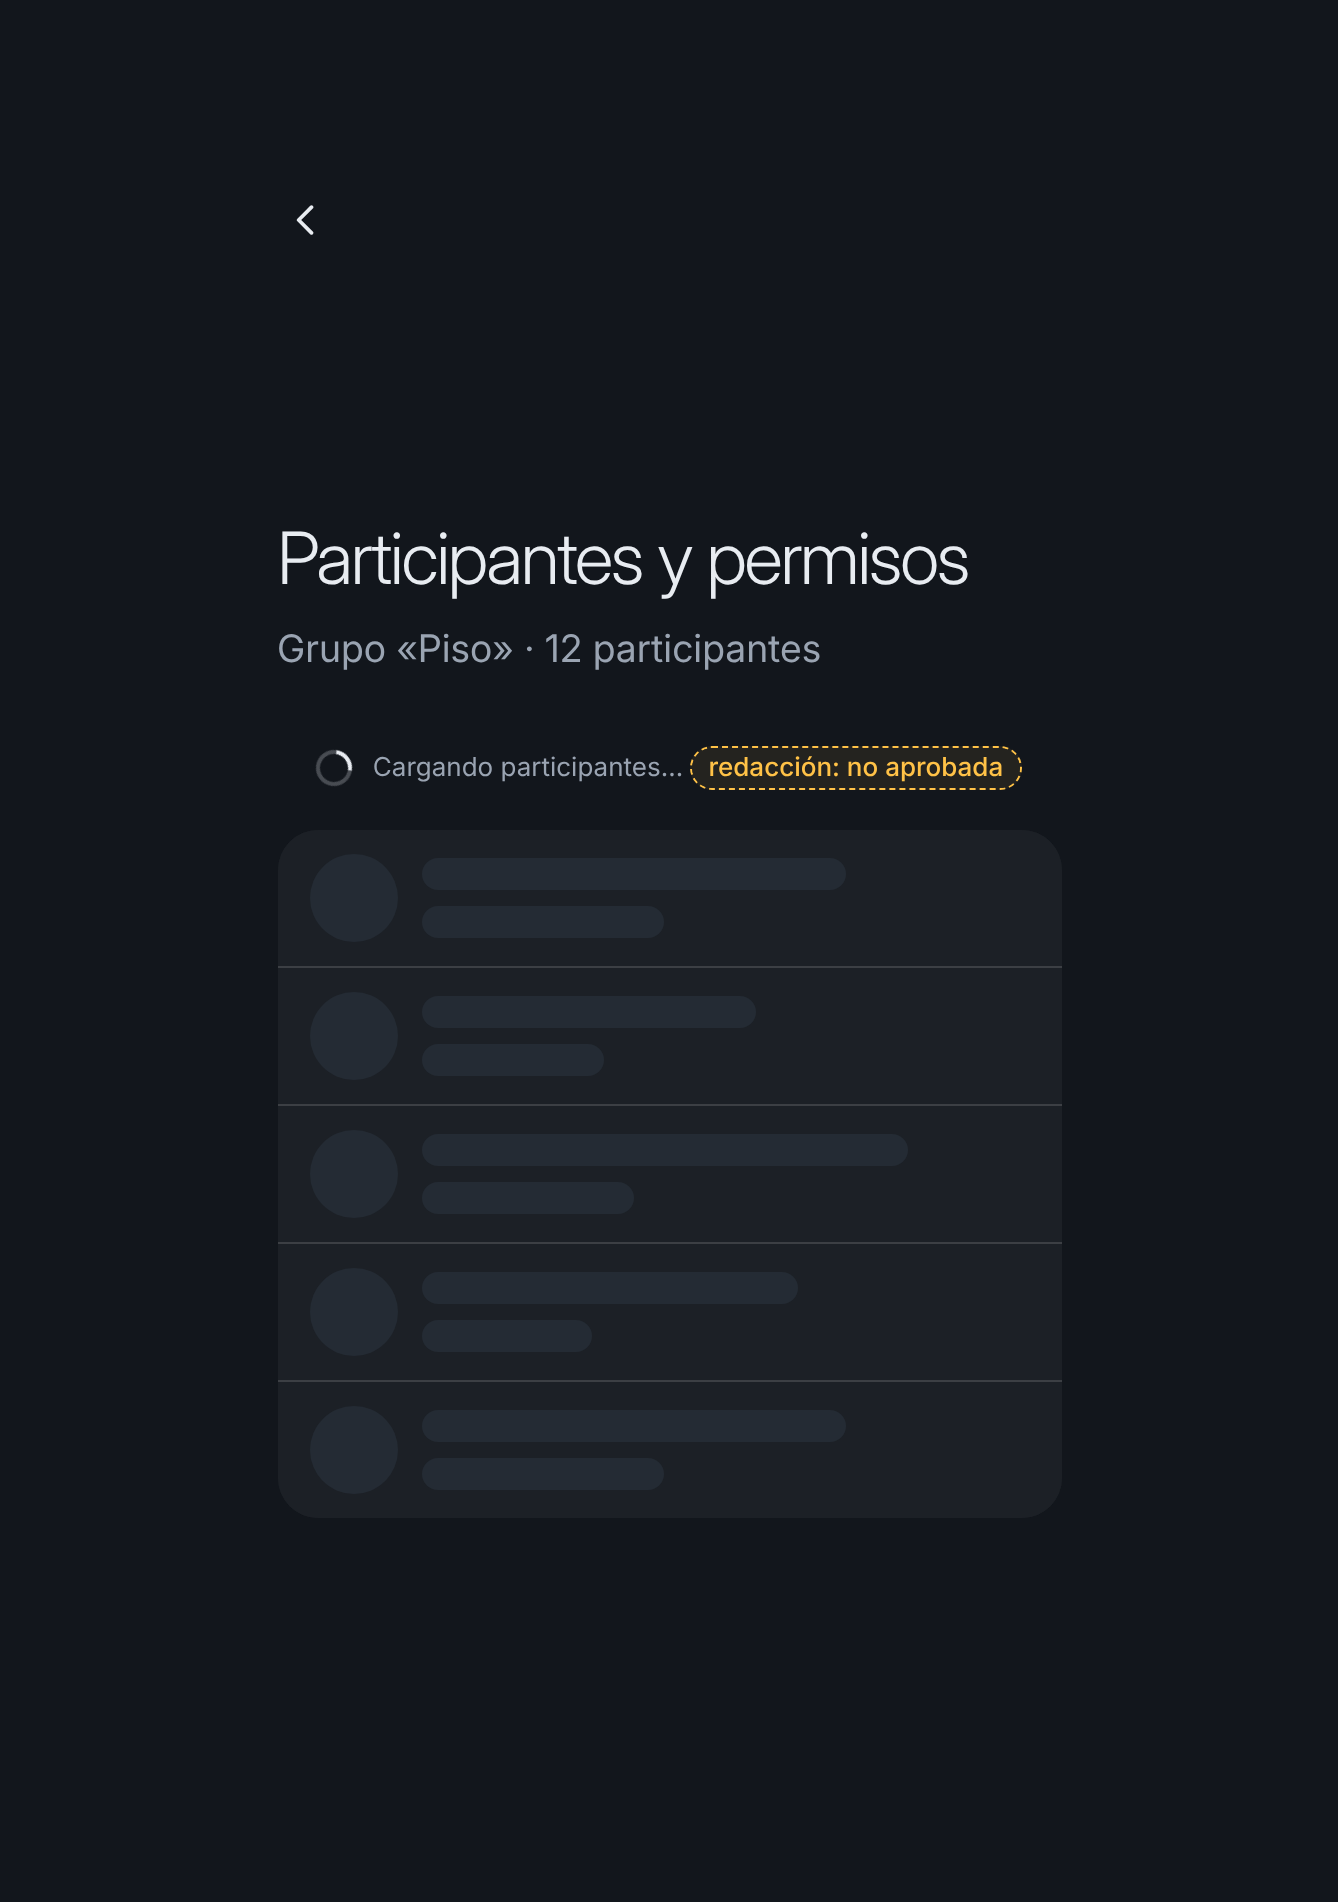 Participantes y permisos
Grupo «Piso» · 12 participantes
Cargando participantes… redacción: no aprobada